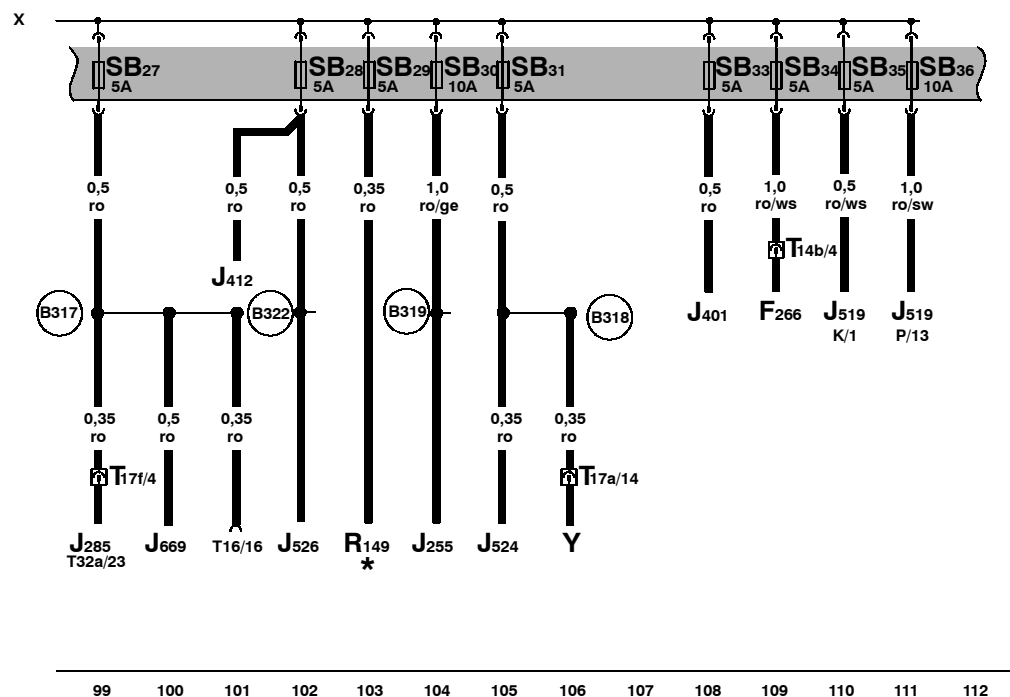 X
SB27 SB28 SB29 SB30 SB31 SB33 SB34 SB35 SB36
5A 5A 5A 10A 5A 5A 5A 5A 10A
0,5 0,5 0,5 0,35 1,0 0,5 0,5 1,0 0,5 1,0
ro ro ro ro ro/ge ro ro ro/ws ro/ws ro/sw
T14b/4
J412
B317 B322 B319 B318 J401 F266 J519 J519
K/1 P/13
0,35 0,5 0,35 0,35 0,35
ro ro ro ro ro
T17f/4 T17a/14
J285 J669 T16/16 J526 R149 J255 J524 Y
T32a/23 *
99 100 101 102 103 104 105 106 107 108 109 110 111 112